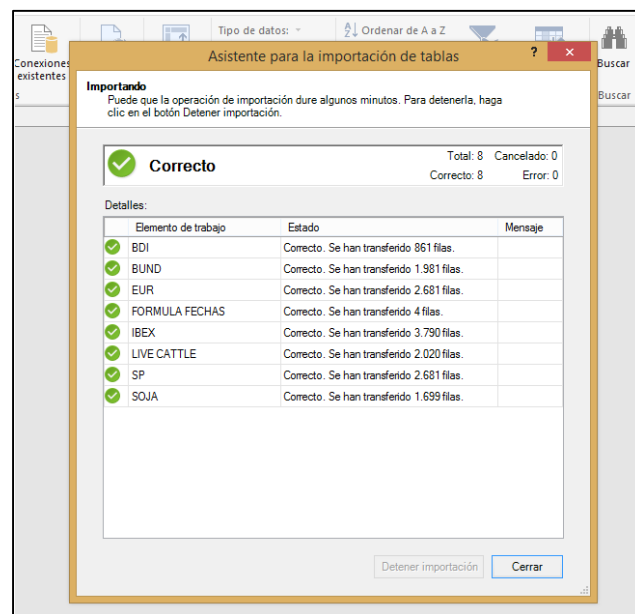 Tipo de datos:
Ordenar de A a Z
Conexiones
existentes
Buscar
s
Buscar
Asistente para la importación de tablas
?
Importando
Puede que la operación de importación dure algunos minutos. Para detenerla, haga
clic en el botón Detener importación.
Correcto
Total: 8 Cancelado: 0
Correcto: 8 Error: 0
Detalles:
Elemento de trabajo Estado Mensaje
BDI Correcto. Se han transferido 861 filas.
BUND Correcto. Se han transferido 1.981 filas.
EUR Correcto. Se han transferido 2.681 filas.
FORMULA FECHAS Correcto. Se han transferido 4 filas.
IBEX Correcto. Se han transferido 3.790 filas.
LIVE CATTLE Correcto. Se han transferido 2.020 filas.
SP Correcto. Se han transferido 2.681 filas.
SOJA Correcto. Se han transferido 1.699 filas.
Detener importación
Cerrar